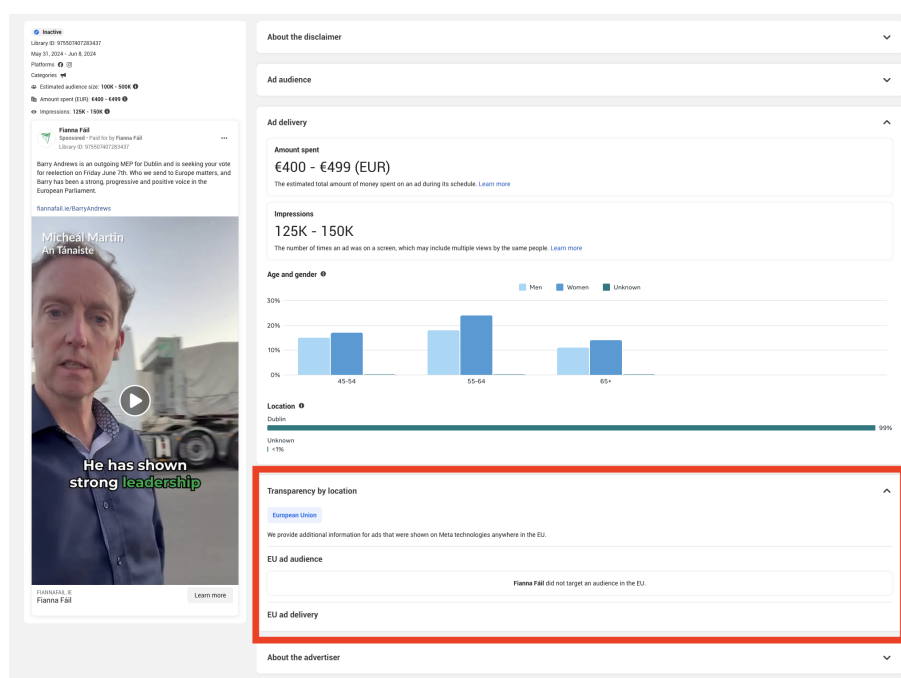 Inactive
Library ID: 975507407283437
May 31, 2024 - Jun 8, 2024
Platforms
Categories
Estimated audience size: 100K - 500K
Amount spent (EUR): €400 - €499
Impressions: 125K - 150K
Fianna Fáil
Sponsored • Paid for by Fianna Fáil
Library ID: 975507407283437
Barry Andrews is an outgoing MEP for Dublin and is seeking your vote
for reelection on Friday June 7th. Who we send to Europe matters, and
Barry has been a strong, progressive and positive voice in the
European Parliament.
fiannafail.ie/BarryAndrews
Micheál Martin
An Tánaiste
He has shown
strong leadership
FIANNAFAIL.IE
Fianna Fáil
Learn more
About the disclaimer
Ad audience
Ad delivery
Amount spent
€400 - €499 (EUR)
The estimated total amount of money spent on an ad during its schedule. Learn more
Impressions
125K - 150K
The number of times an ad was on a screen, which may include multiple views by the same people. Learn more
Age and gender
Men Women Unknown
30%
20%
10%
0%
45-54 55-64 65+
Location
Dublin
99%
Unknown
<1%
Transparency by location
European Union
We provide additional information for ads that were shown on Meta technologies anywhere in the EU.
EU ad audience
Fianna Fáil did not target an audience in the EU.
EU ad delivery
About the advertiser